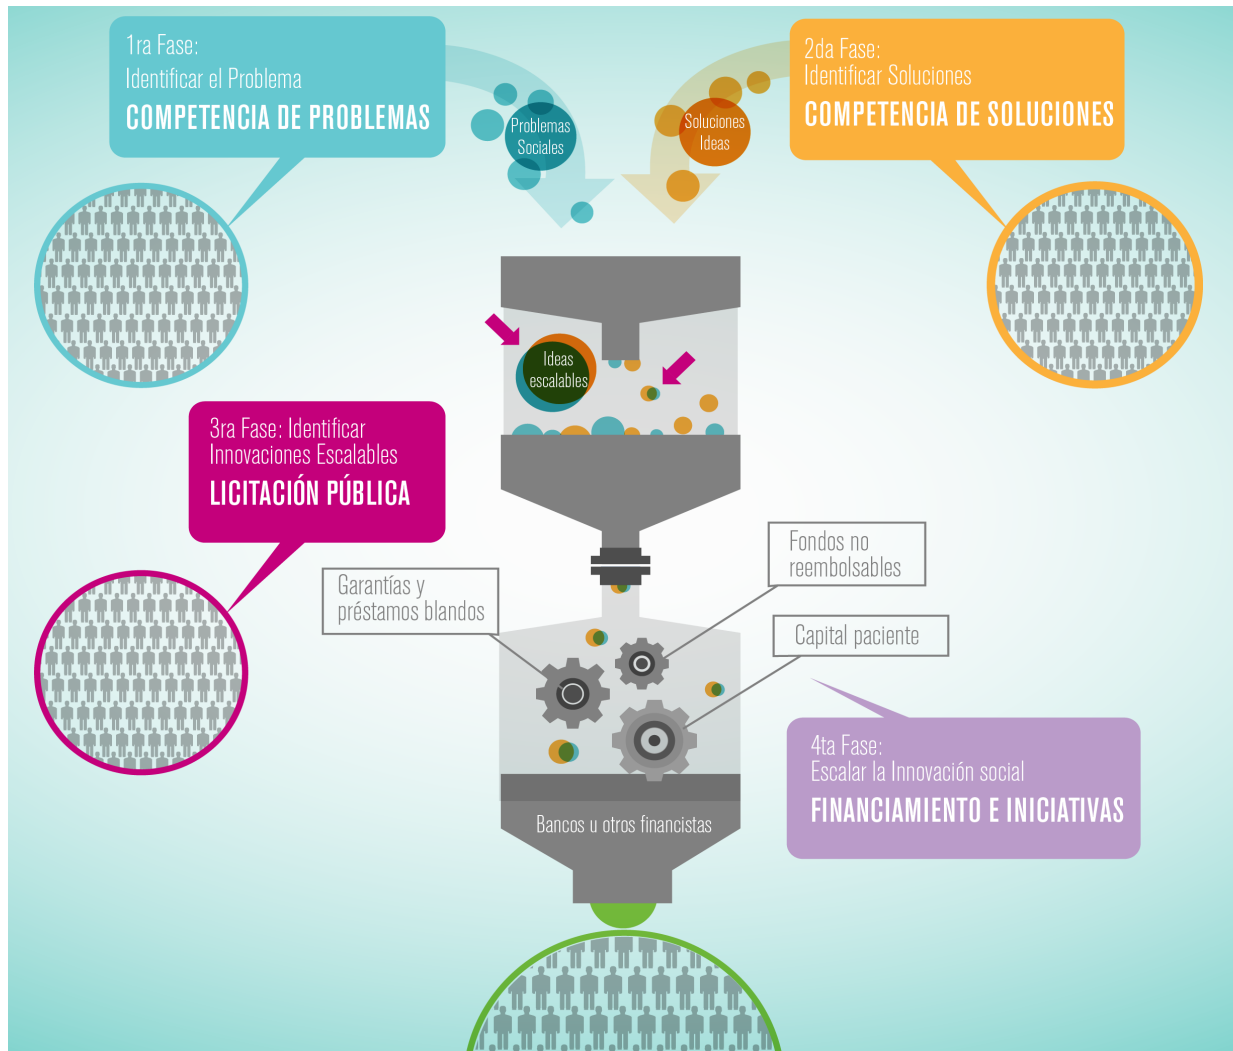 1ra Fase:
Identificar el Problema
COMPETENCIA DE PROBLEMAS
2da Fase:
Identificar Soluciones
COMPETENCIA DE SOLUCIONES
Problemas
Sociales
Soluciones
Ideas
Ideas
escalables
3ra Fase: Identificar
Innovaciones Escalables
LICITACIÓN PÚBLICA
Fondos no
reembolsables
Garantías y
préstamos blandos
Capital paciente
4ta Fase:
Escalar la Innovación social
FINANCIAMIENTO E INICIATIVAS
Bancos u otros financistas